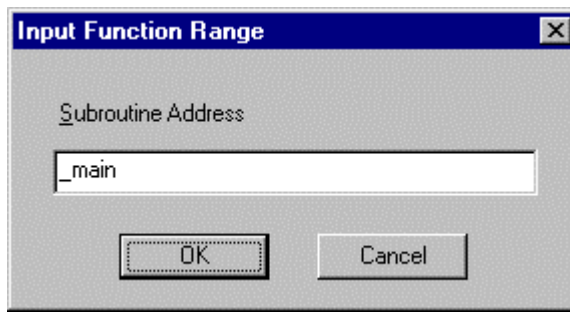 Input Function Range
Subroutine Address
_main
OK Cancel